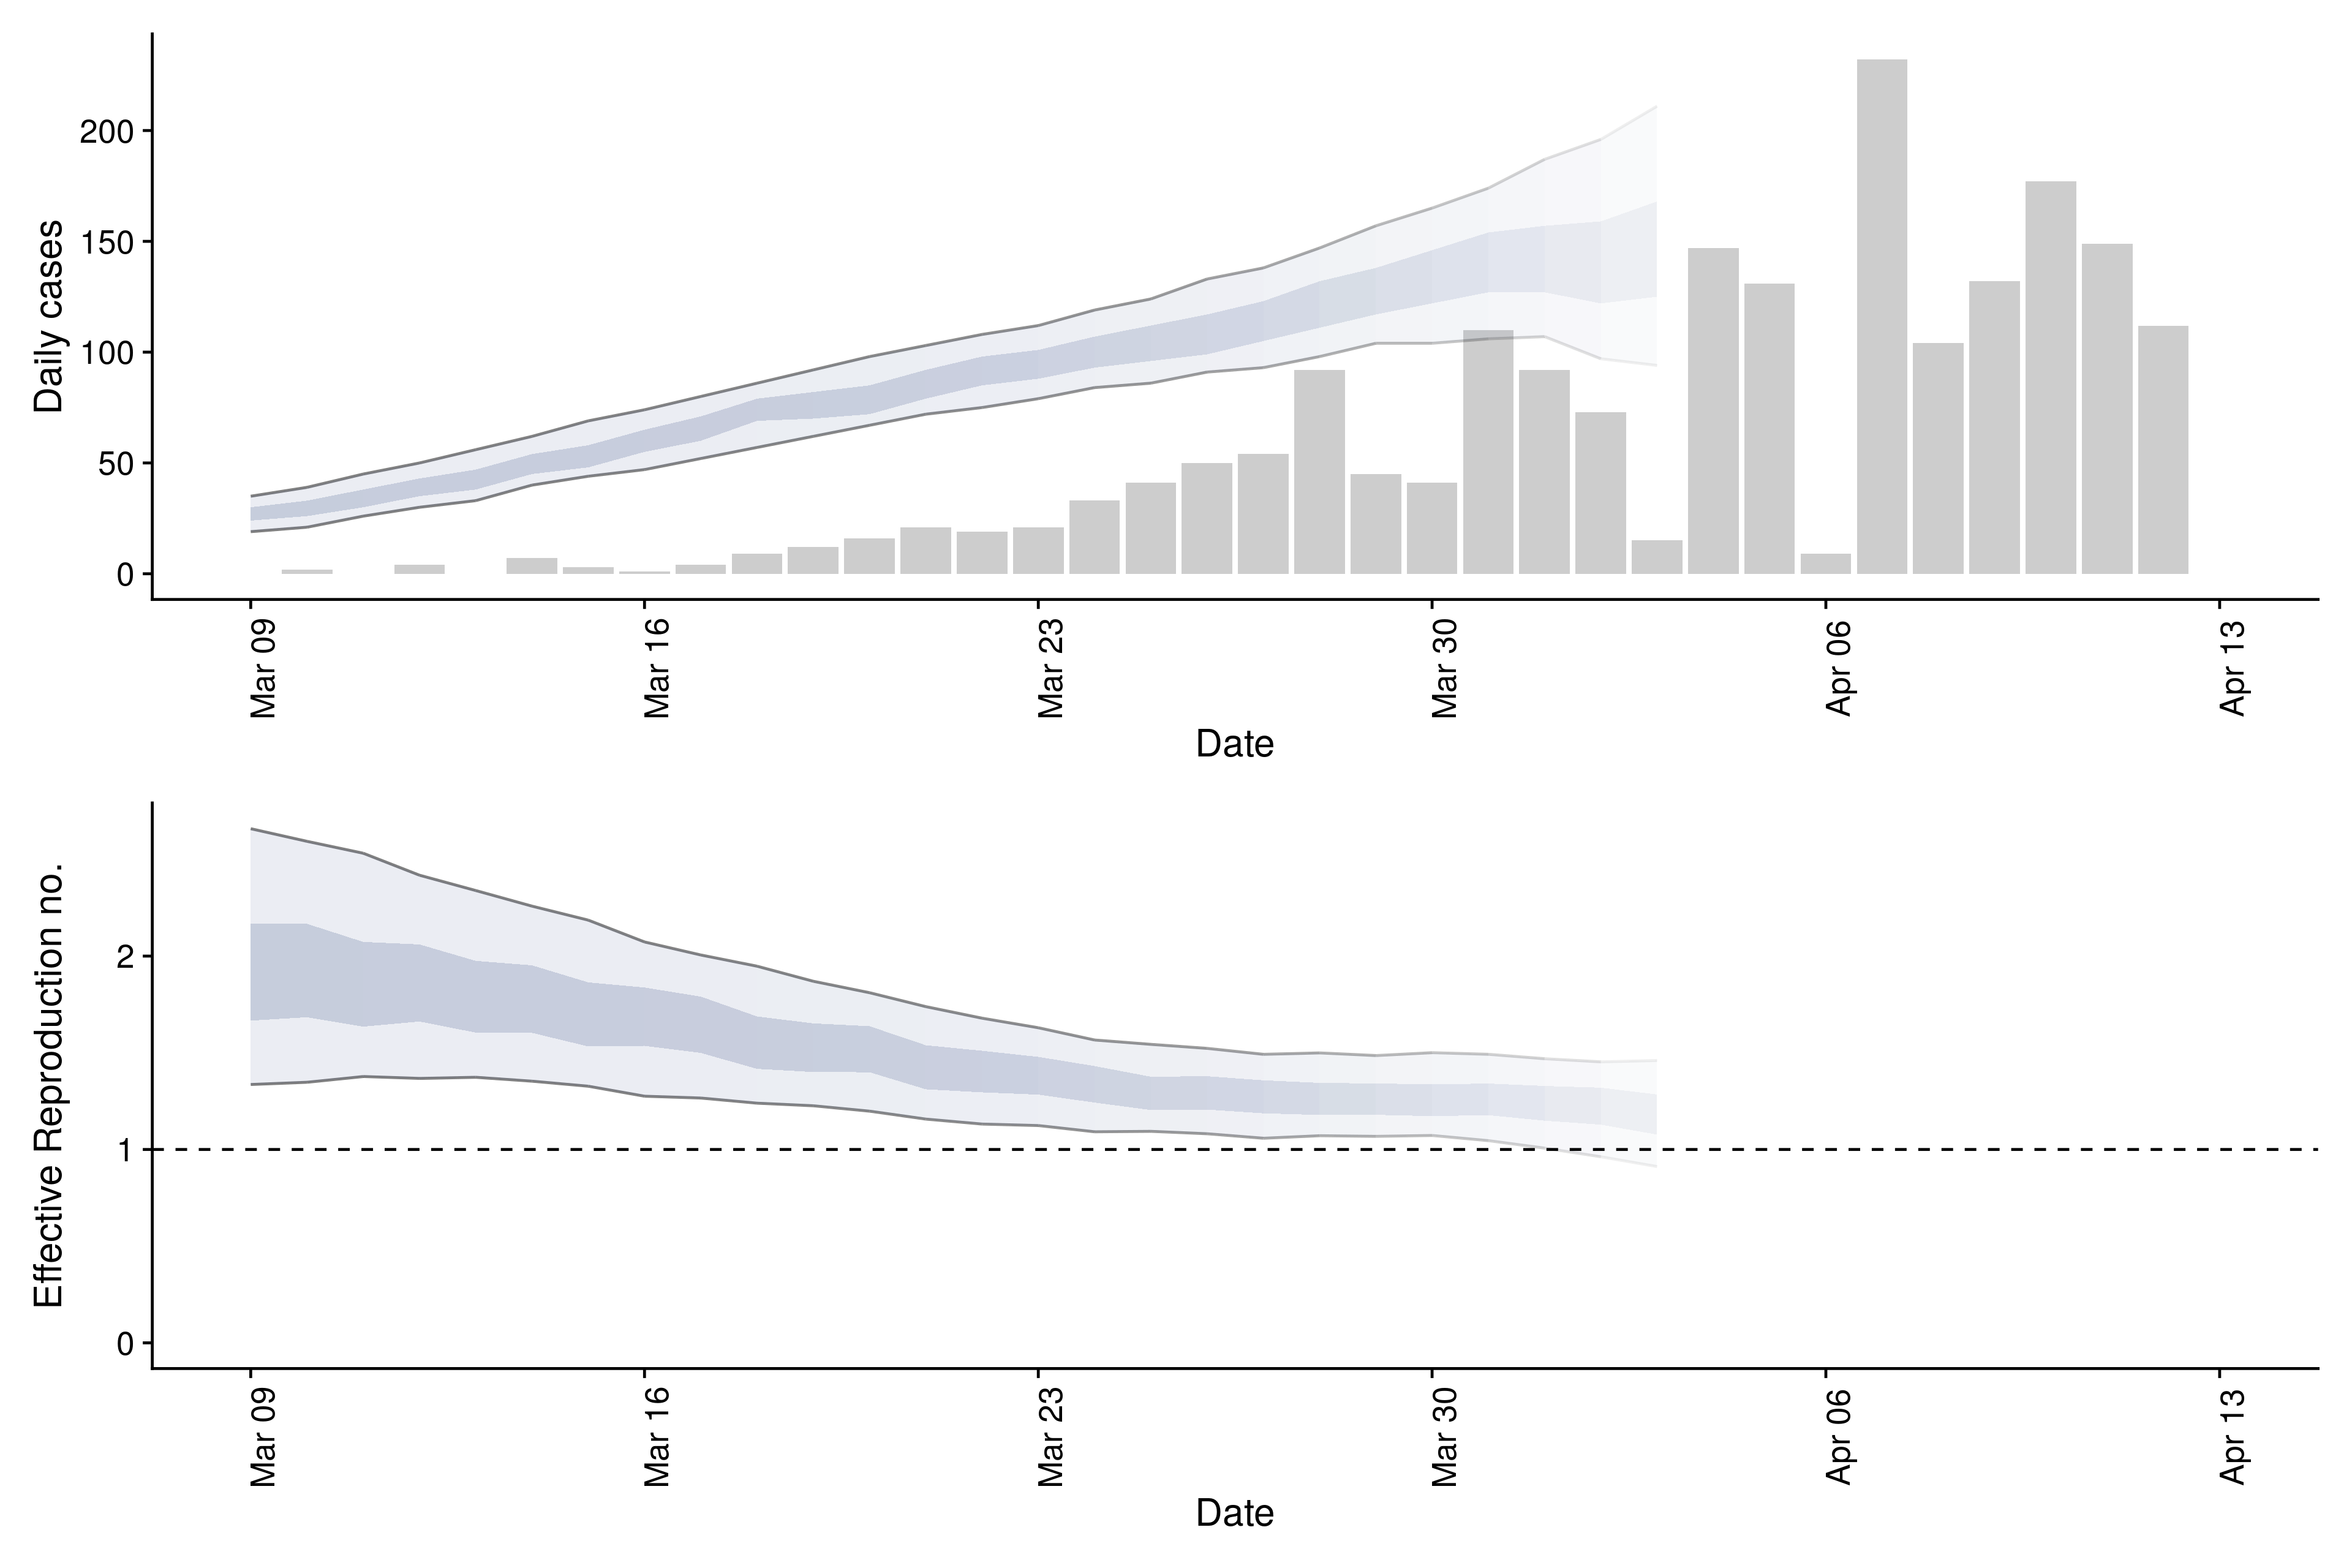 Daily cases
200
150
100
50
0
Mar 09
Mar 16
Mar 23
Mar 30
Apr 06
Apr 13
Date
Effective Reproduction no.
2
1
0
Mar 09
Mar 16
Mar 23
Mar 30
Apr 06
Apr 13
Date